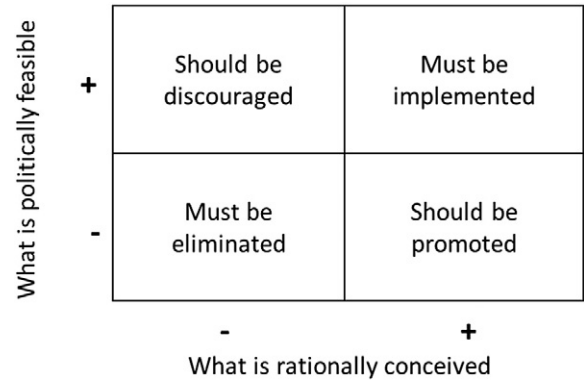 What is politically feasible
+
Should be
discouraged
Must be
implemented
-
Must be
eliminated
Should be
promoted
-
+
What is rationally conceived